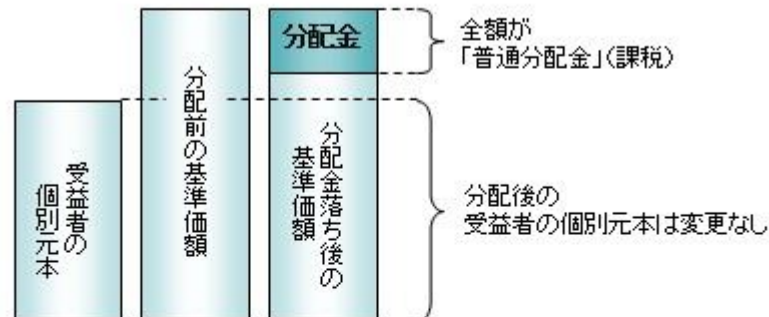 受益者の
個別元本
分配前の基準価額
分配金
分配金落ち後の
基準価額
全額が
「普通分配金」(課税)
分配後の
受益者の個別元本は変更なし